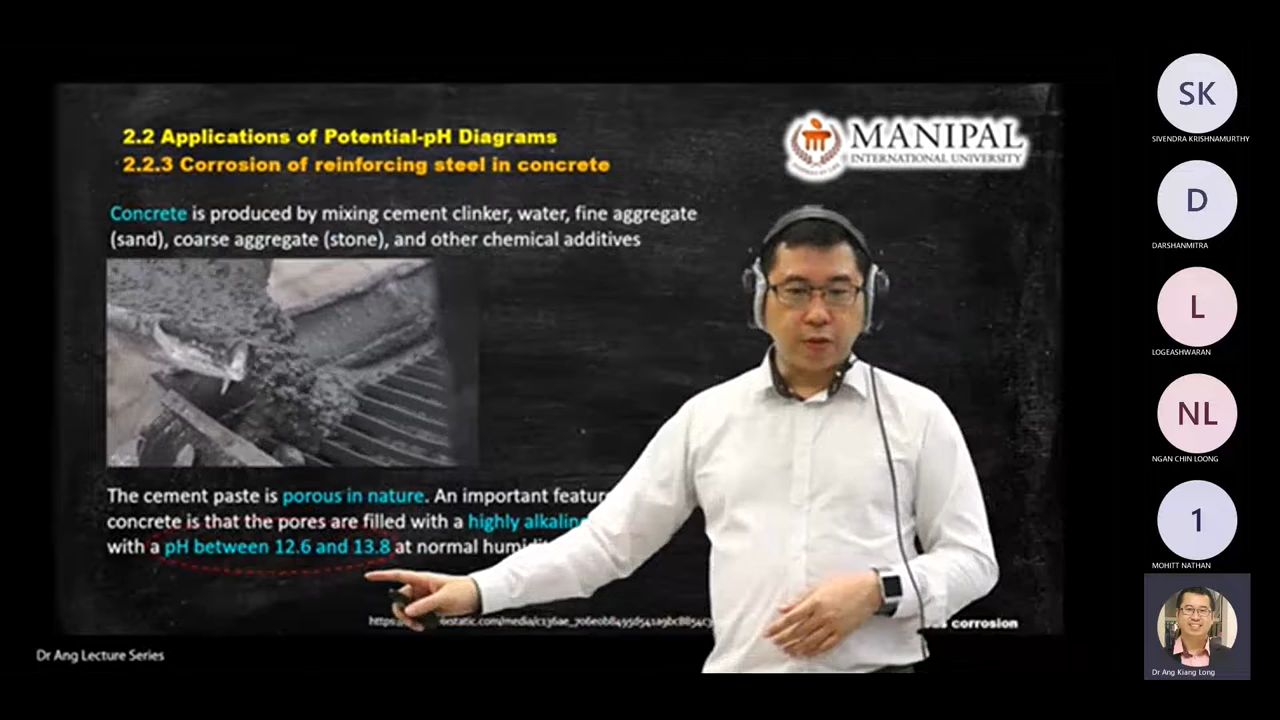 2.2 Applications of Potential-pH Diagrams
2.2.3 Corrosion of reinforcing steel in concrete
MANIPAL
INTERNATIONAL UNIVERSITY
Concrete is produced by mixing cement clinker, water, fine aggregate
(sand), coarse aggregate (stone), and other chemical additives
The cement paste is porous in nature. An important
concrete is that the pores are filled with a highly
with a pH between 12.6 and 13.8 at normal
corrosion
Dr Ang Lecture Series
SK
SIVENDRA KRISHNAMURTHY
D
DARSHANMITRA
L
LOGEASHWARAN
NL
NGAN CHIN LOONG
1
MOHITT NATHAN
Dr Ang Kiang Long